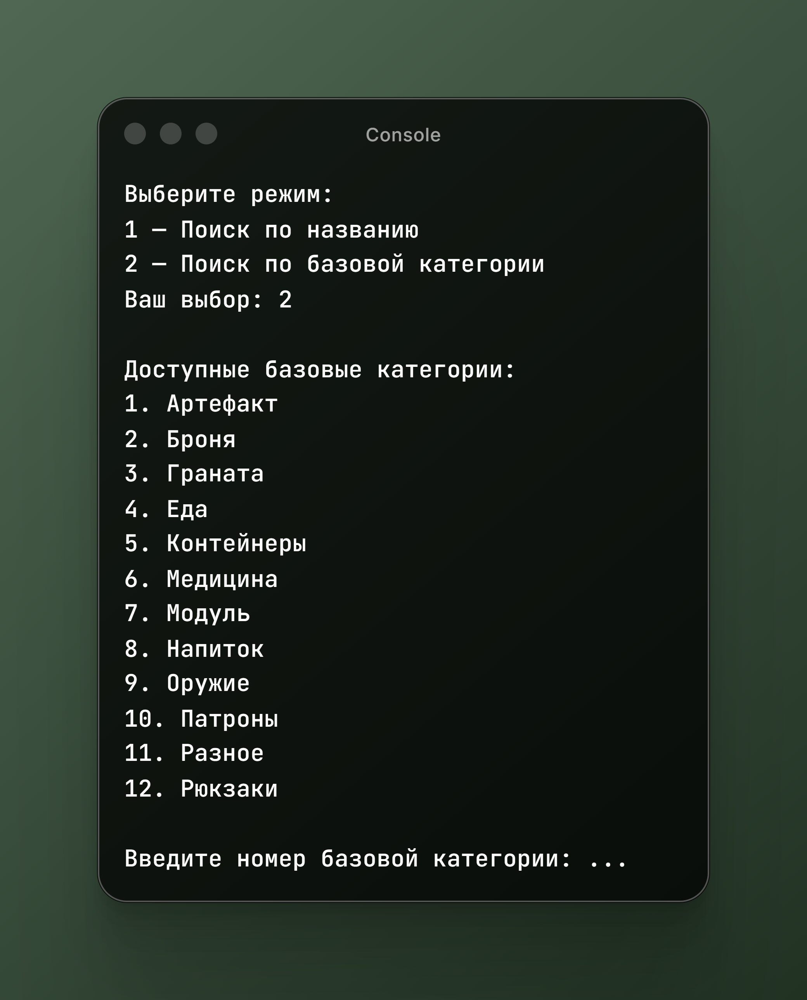 Console
Выберите режим:
1 — Поиск по названию
2 — Поиск по базовой категории
Ваш выбор: 2
Доступные базовые категории:
1. Артефакт
2. Броня
3. Граната
4. Еда
5. Контейнеры
6. Медицина
7. Модуль
8. Напиток
9. Оружие
10. Патроны
11. Разное
12. Рюкзаки
Введите номер базовой категории: ...